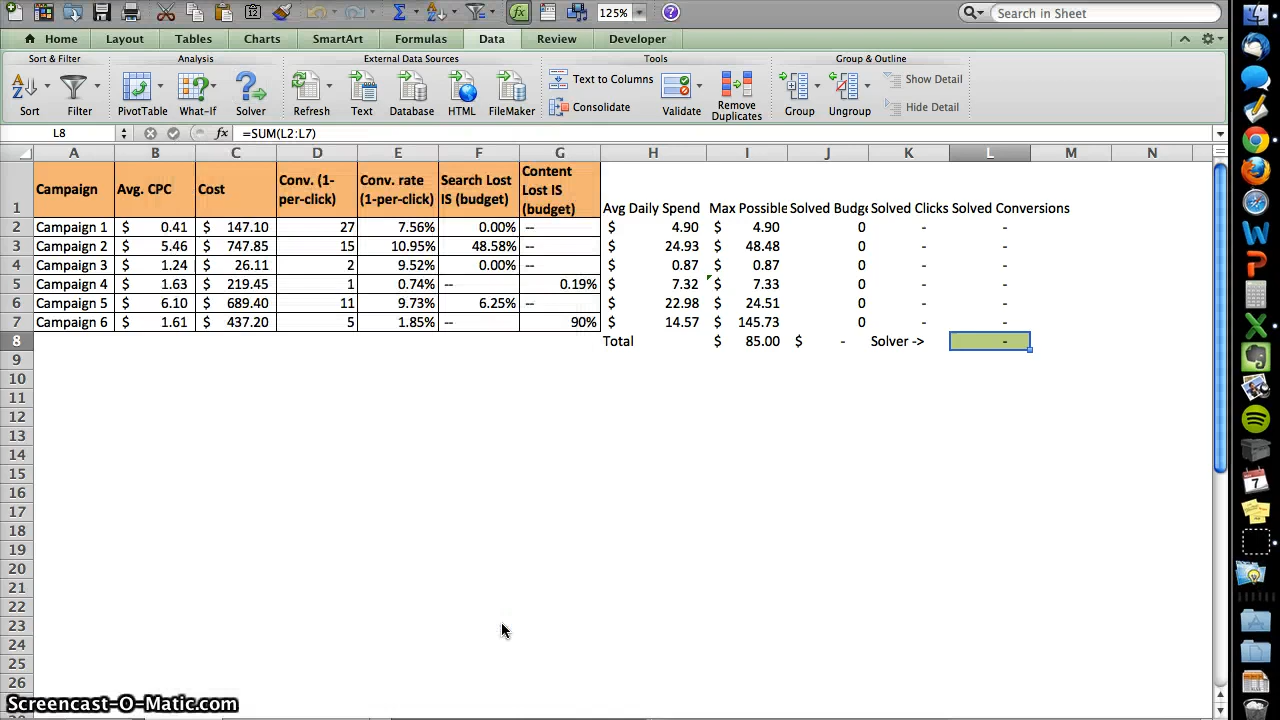 125%
Search in Sheet
Home Layout Tables Charts SmartArt Formulas Data Review Developer
Sort & Filter Analysis External Data Sources Tools Group & Outline
Sort Filter PivotTable What-If Solver Refresh Text Database HTML FileMaker Text to Columns Consolidate Validate Remove Duplicates Group Ungroup Show Detail Hide Detail
L8 fx =SUM(L2:L7)
A B C D E F G H I J K L M N
1 Campaign Avg. CPC Cost Conv. (1-per-click) Conv. rate (1-per-click) Search Lost IS (budget) Content Lost IS (budget) Avg Daily Spend Max Possible Solved Budge Solved Clicks Solved Conversions
2 Campaign 1 $ 0.41 $ 147.10 27 7.56% 0.00% -- $ 4.90 $ 4.90 0 - -
3 Campaign 2 $ 5.46 $ 747.85 15 10.95% 48.58% -- $ 24.93 $ 48.48 0 - -
4 Campaign 3 $ 1.24 $ 26.11 2 9.52% 0.00% -- $ 0.87 $ 0.87 0 - -
5 Campaign 4 $ 1.63 $ 219.45 1 0.74% -- 0.19% $ 7.32 $ 7.33 0 - -
6 Campaign 5 $ 6.10 $ 689.40 11 9.73% 6.25% -- $ 22.98 $ 24.51 0 - -
7 Campaign 6 $ 1.61 $ 437.20 5 1.85% -- 90% $ 14.57 $ 145.73 0 - -
8 Total $ 85.00 $ - Solver -> -
9
10
11
12
13
14
15
16
17
18
19
20
21
22
23
24
25
26
Screencast-O-Matic.com
7